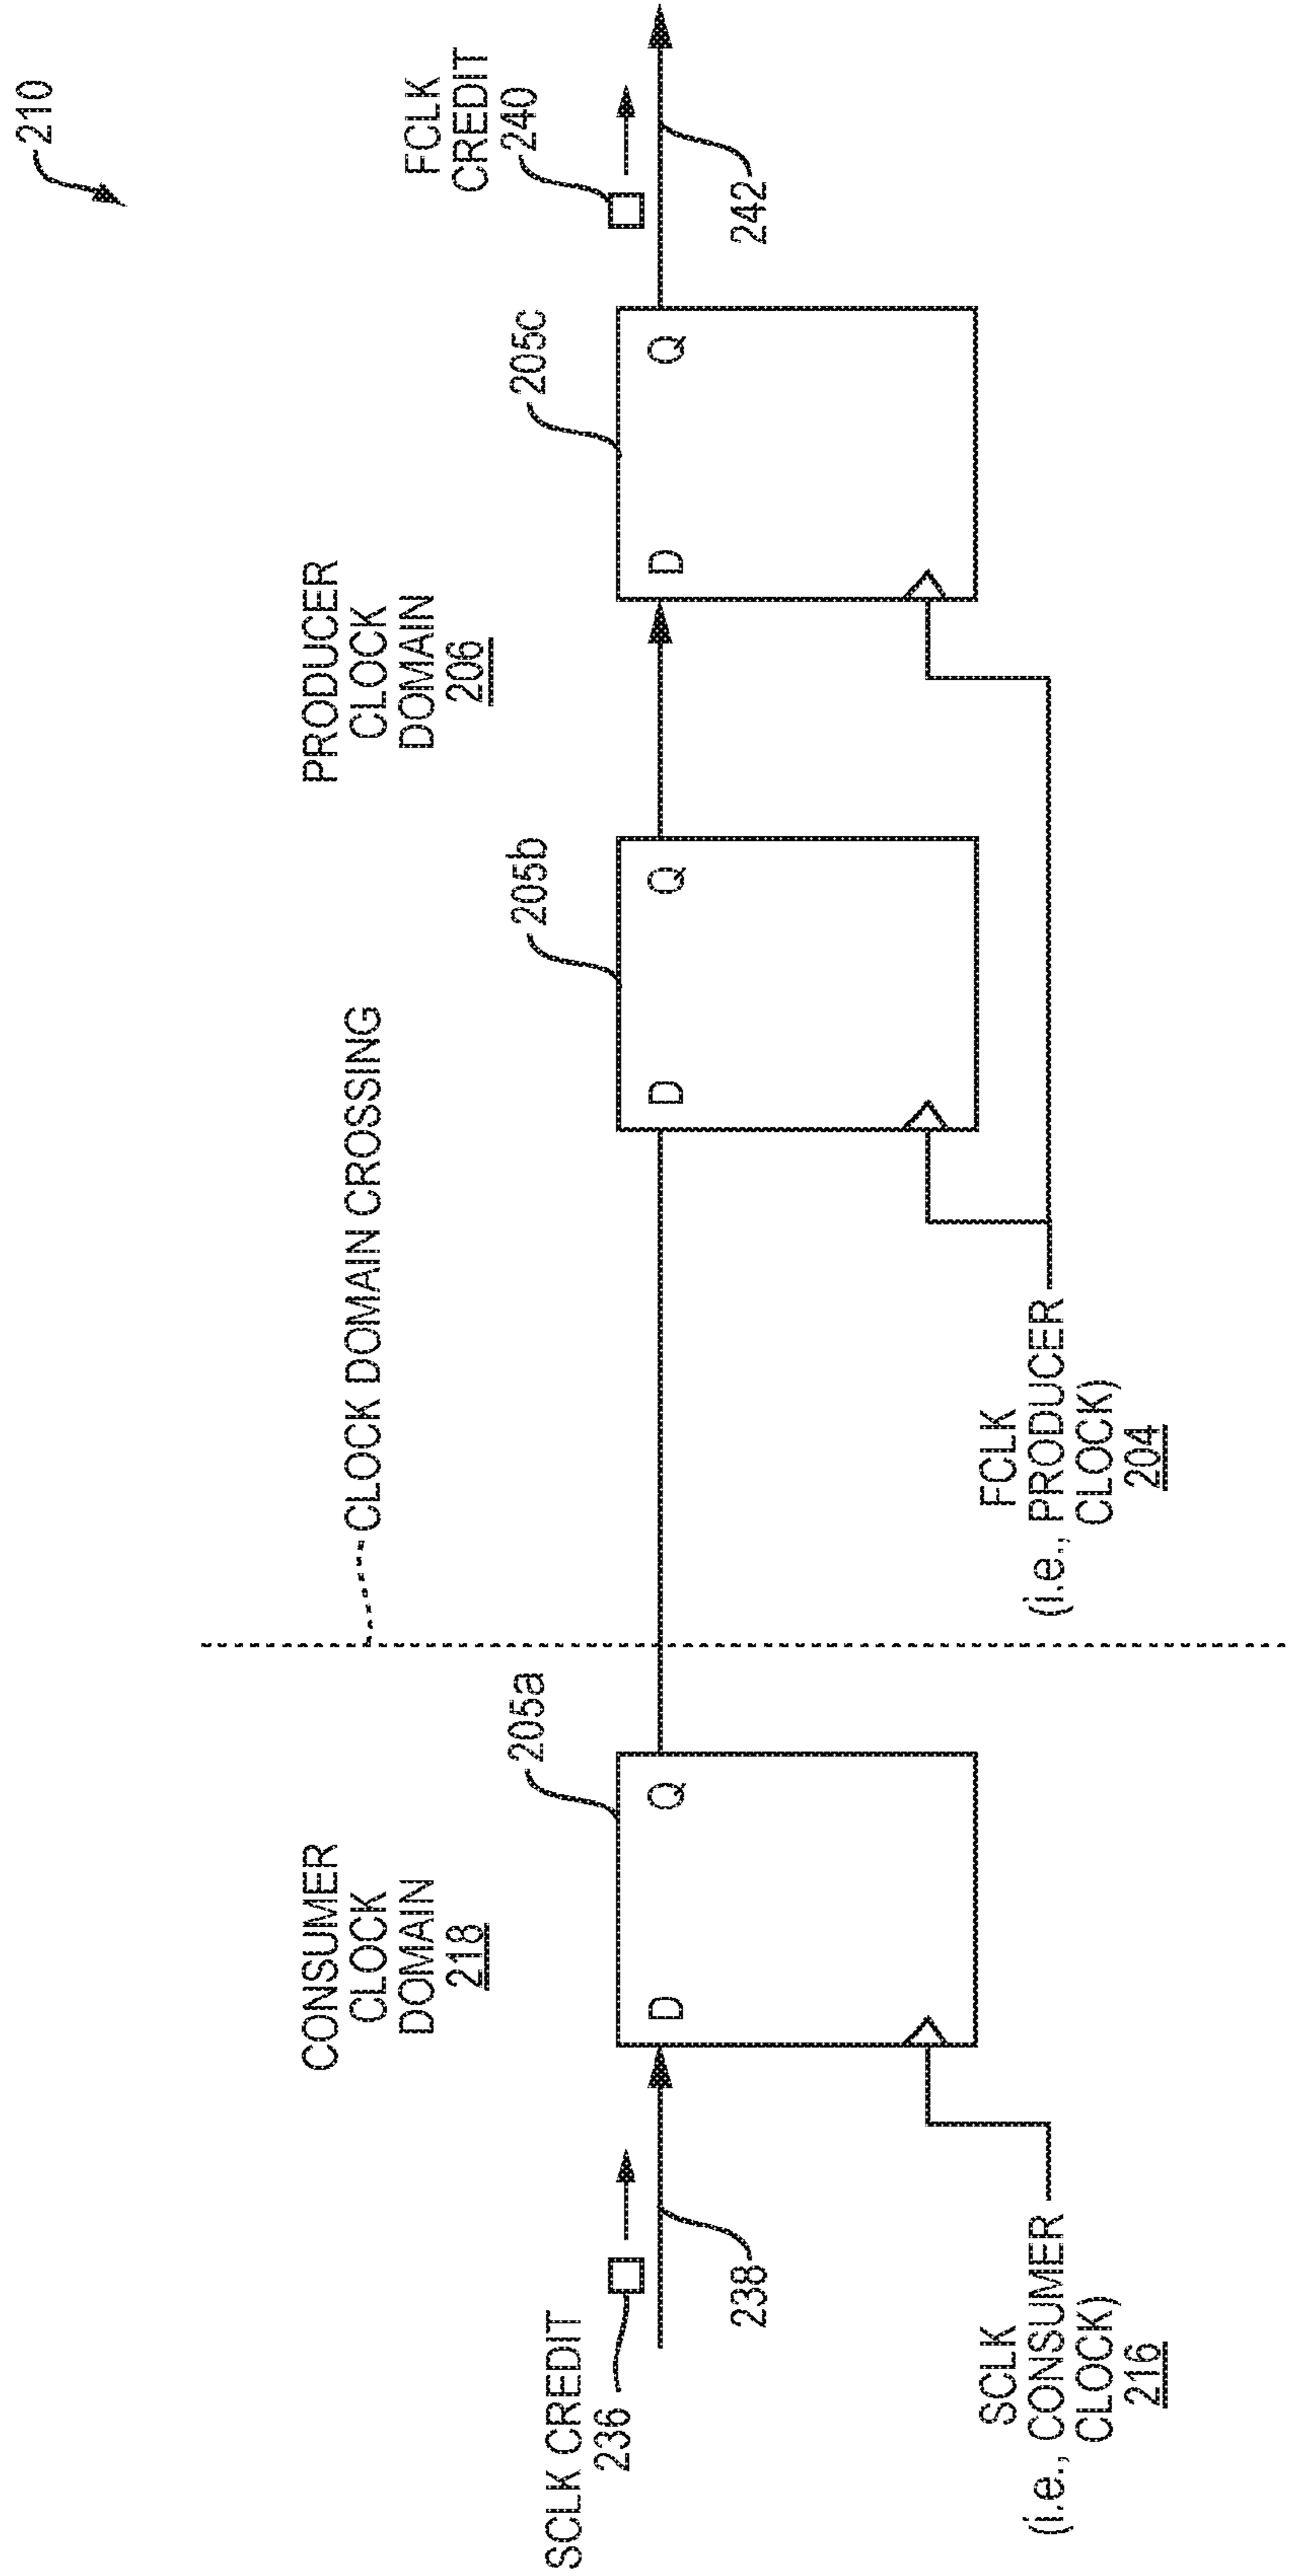 210
CONSUMER
CLOCK
DOMAIN
218
CLOCK DOMAIN CROSSING
PRODUCER
CLOCK
DOMAIN
206
FCLK
CREDIT
240
SCLK CREDIT
236
205a
205b
205c
D
Q
D
Q
D
Q
238
242
SCLK
(i.e., CONSUMER
CLOCK)
216
FCLK
(i.e., PRODUCER
CLOCK)
204